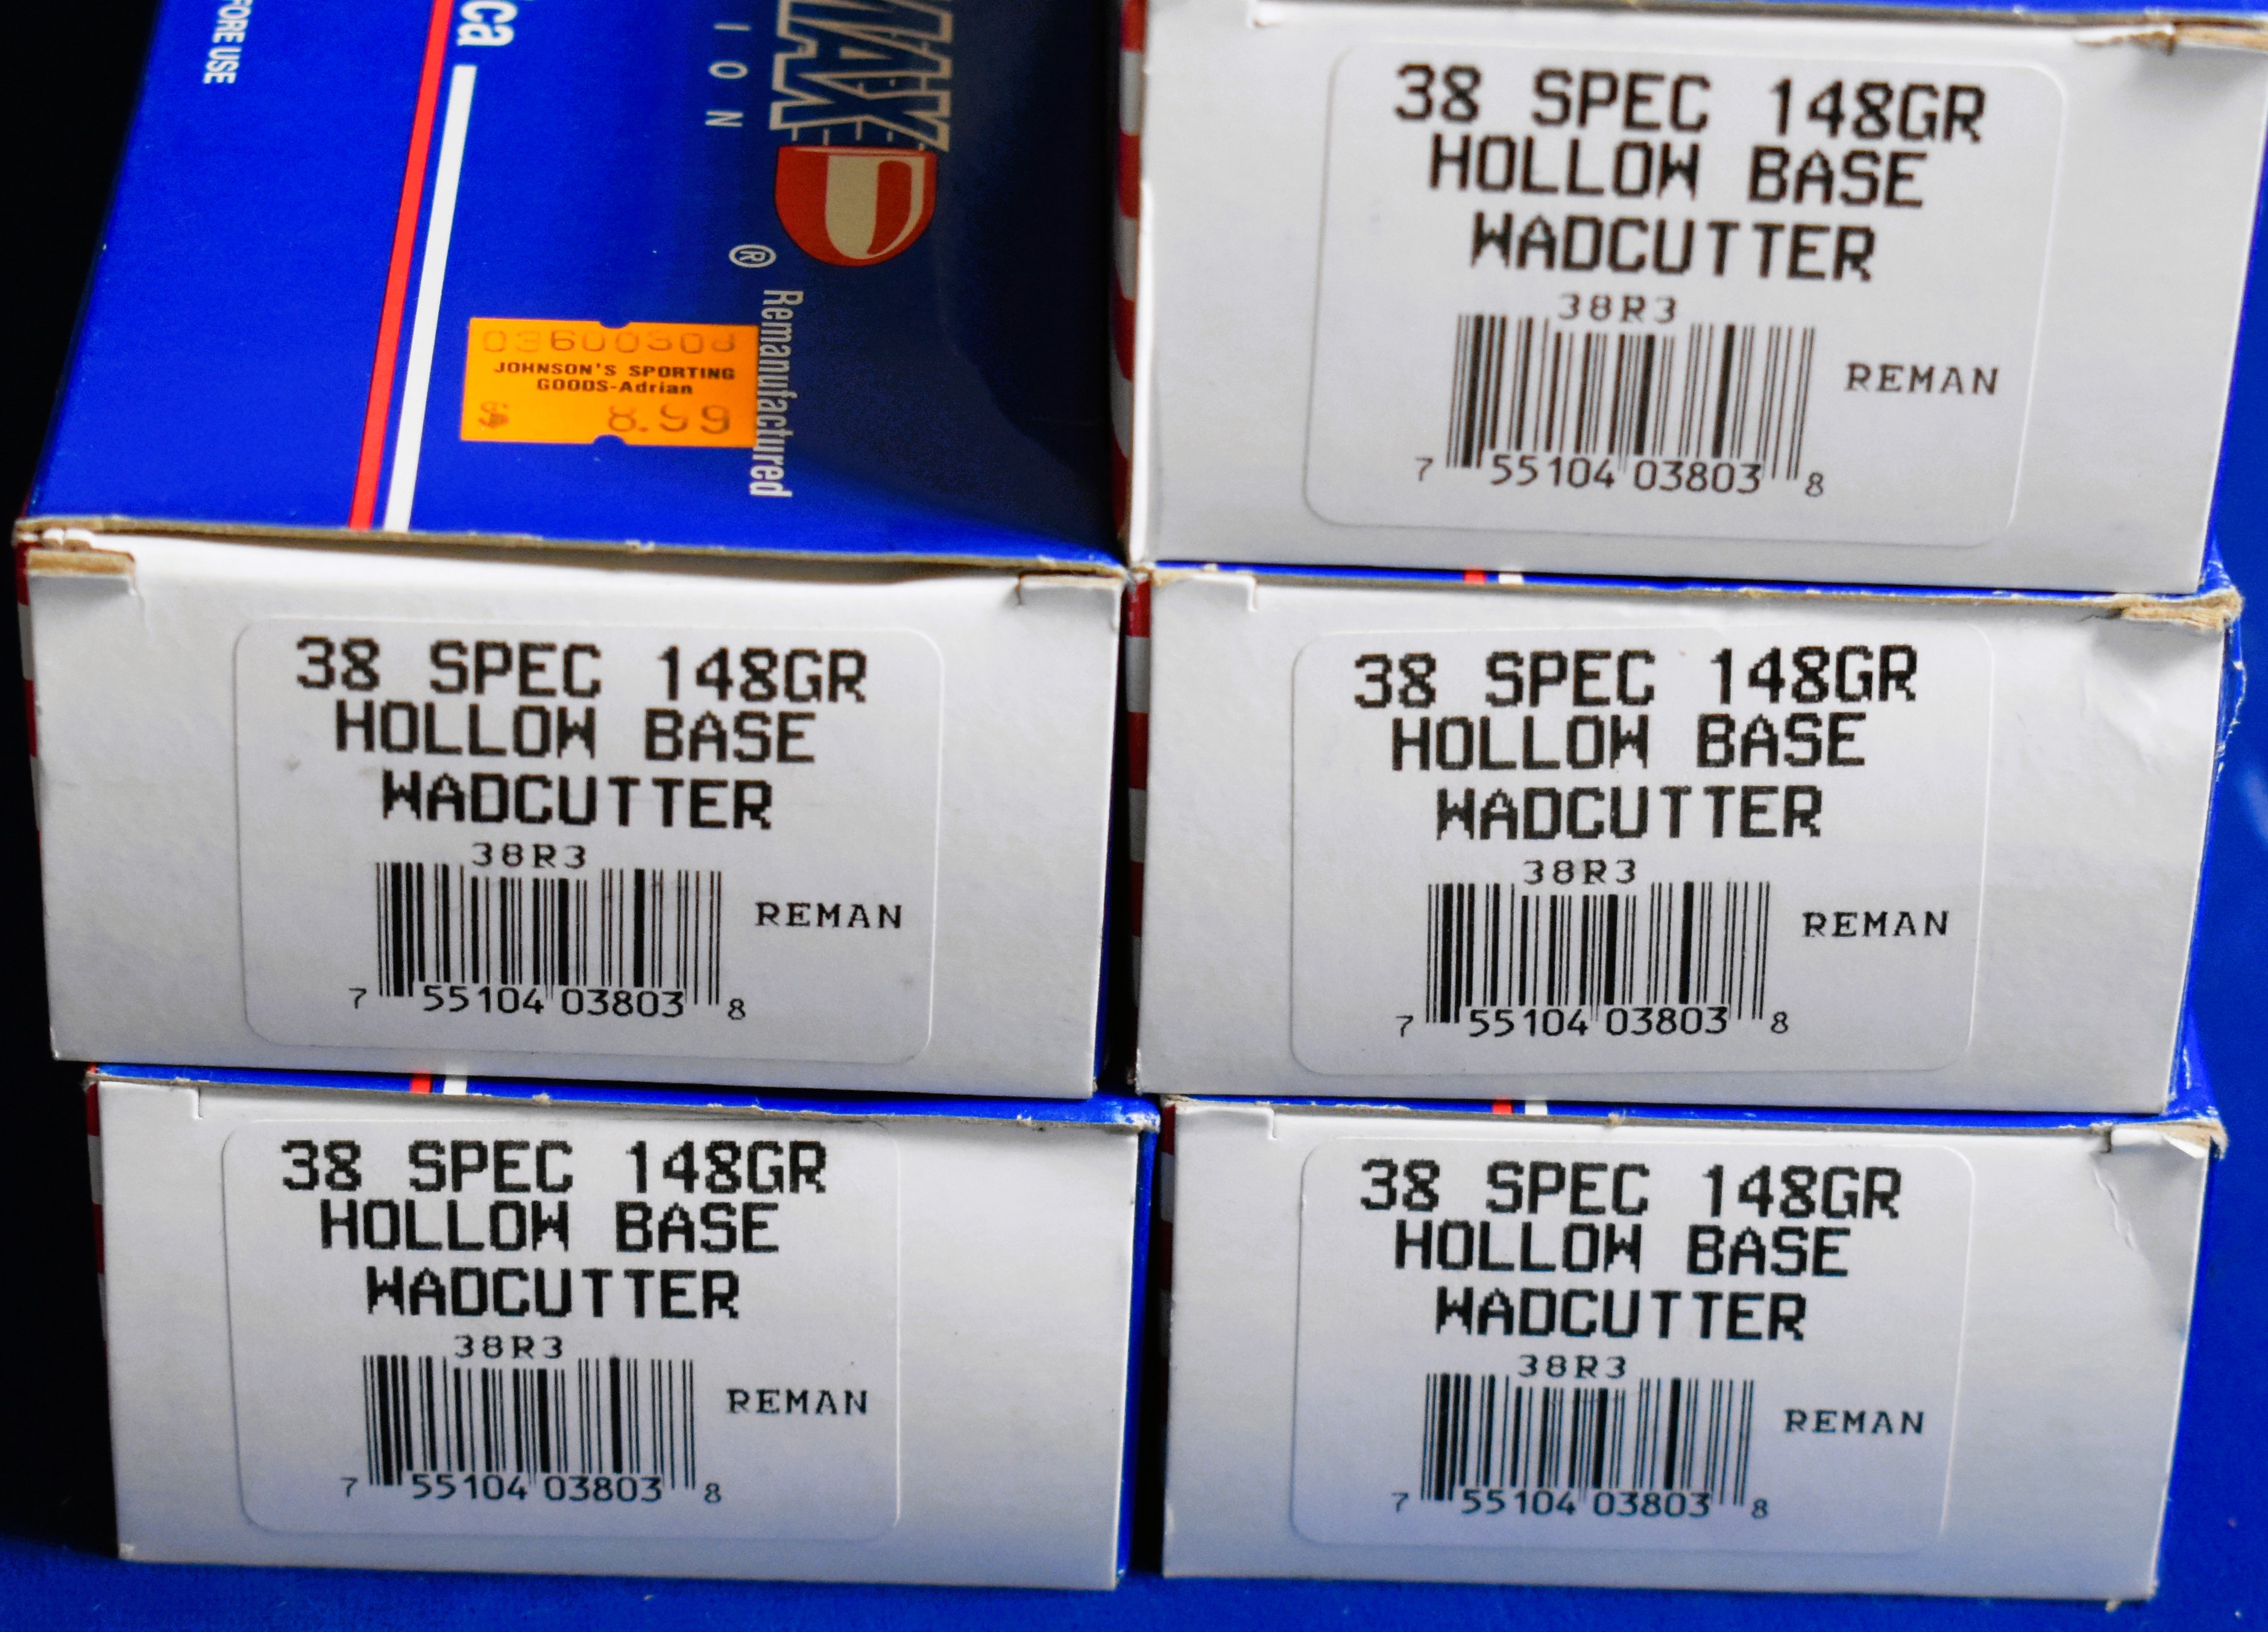 FORE USE
ca
MAX
ION
®
Remanufactured
JOHNSON'S SPORTING
GOODS-Adrian
$ 8.99
38 SPEC 148GR
HOLLOW BASE
WADCUTTER
38R3
REMAN
7 55104 03803 8
38 SPEC 148GR
HOLLOW BASE
WADCUTTER
38R3
REMAN
7 55104 03803 8
38 SPEC 148GR
HOLLOW BASE
WADCUTTER
38R3
REMAN
7 55104 03803 8
38 SPEC 148GR
HOLLOW BASE
WADCUTTER
38R3
REMAN
7 55104 03803 8
38 SPEC 148GR
HOLLOW BASE
WADCUTTER
38R3
REMAN
7 55104 03803 8